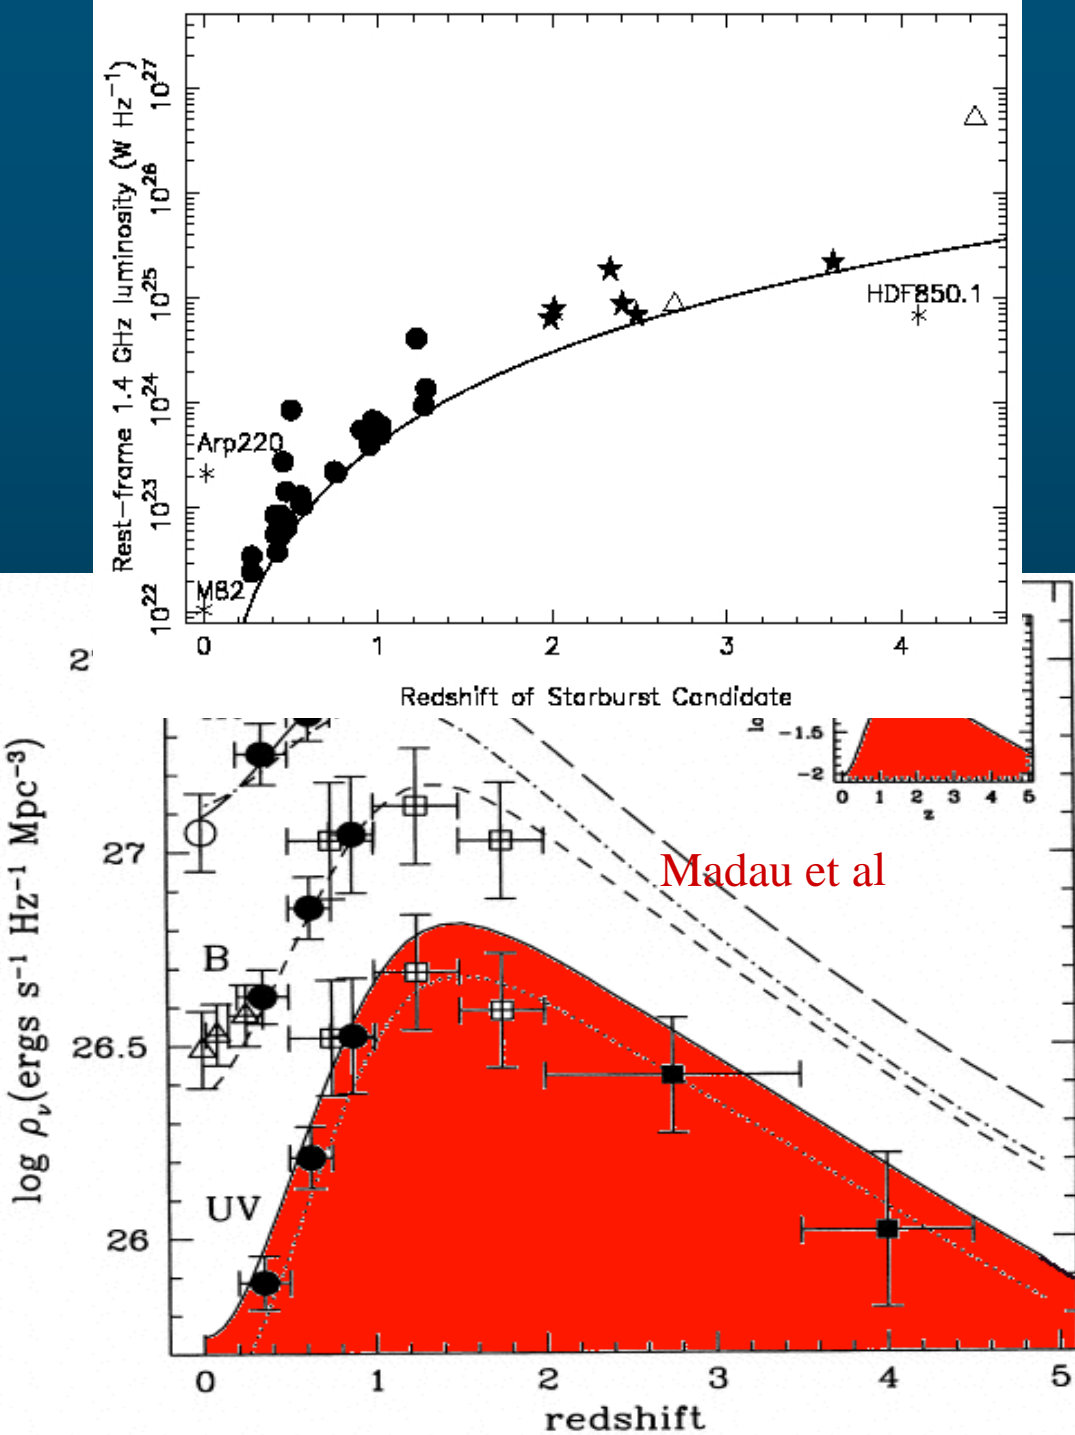 Rest-frame 1.4 GHz luminosity (W Hz⁻¹)
10²⁷
10²⁶
10²⁵
10²⁴
10²³
10²²
Arp220
M82
HDF850.1
0 1 2 3 4
Redshift of Starburst Candidate
-1.5
-2
0 1 2 3 4 5
z
log ρᵥ(ergs s⁻¹ Hz⁻¹ Mpc⁻³)
27
26.5
26
Madau et al
B
UV
0 1 2 3 4 5
redshift